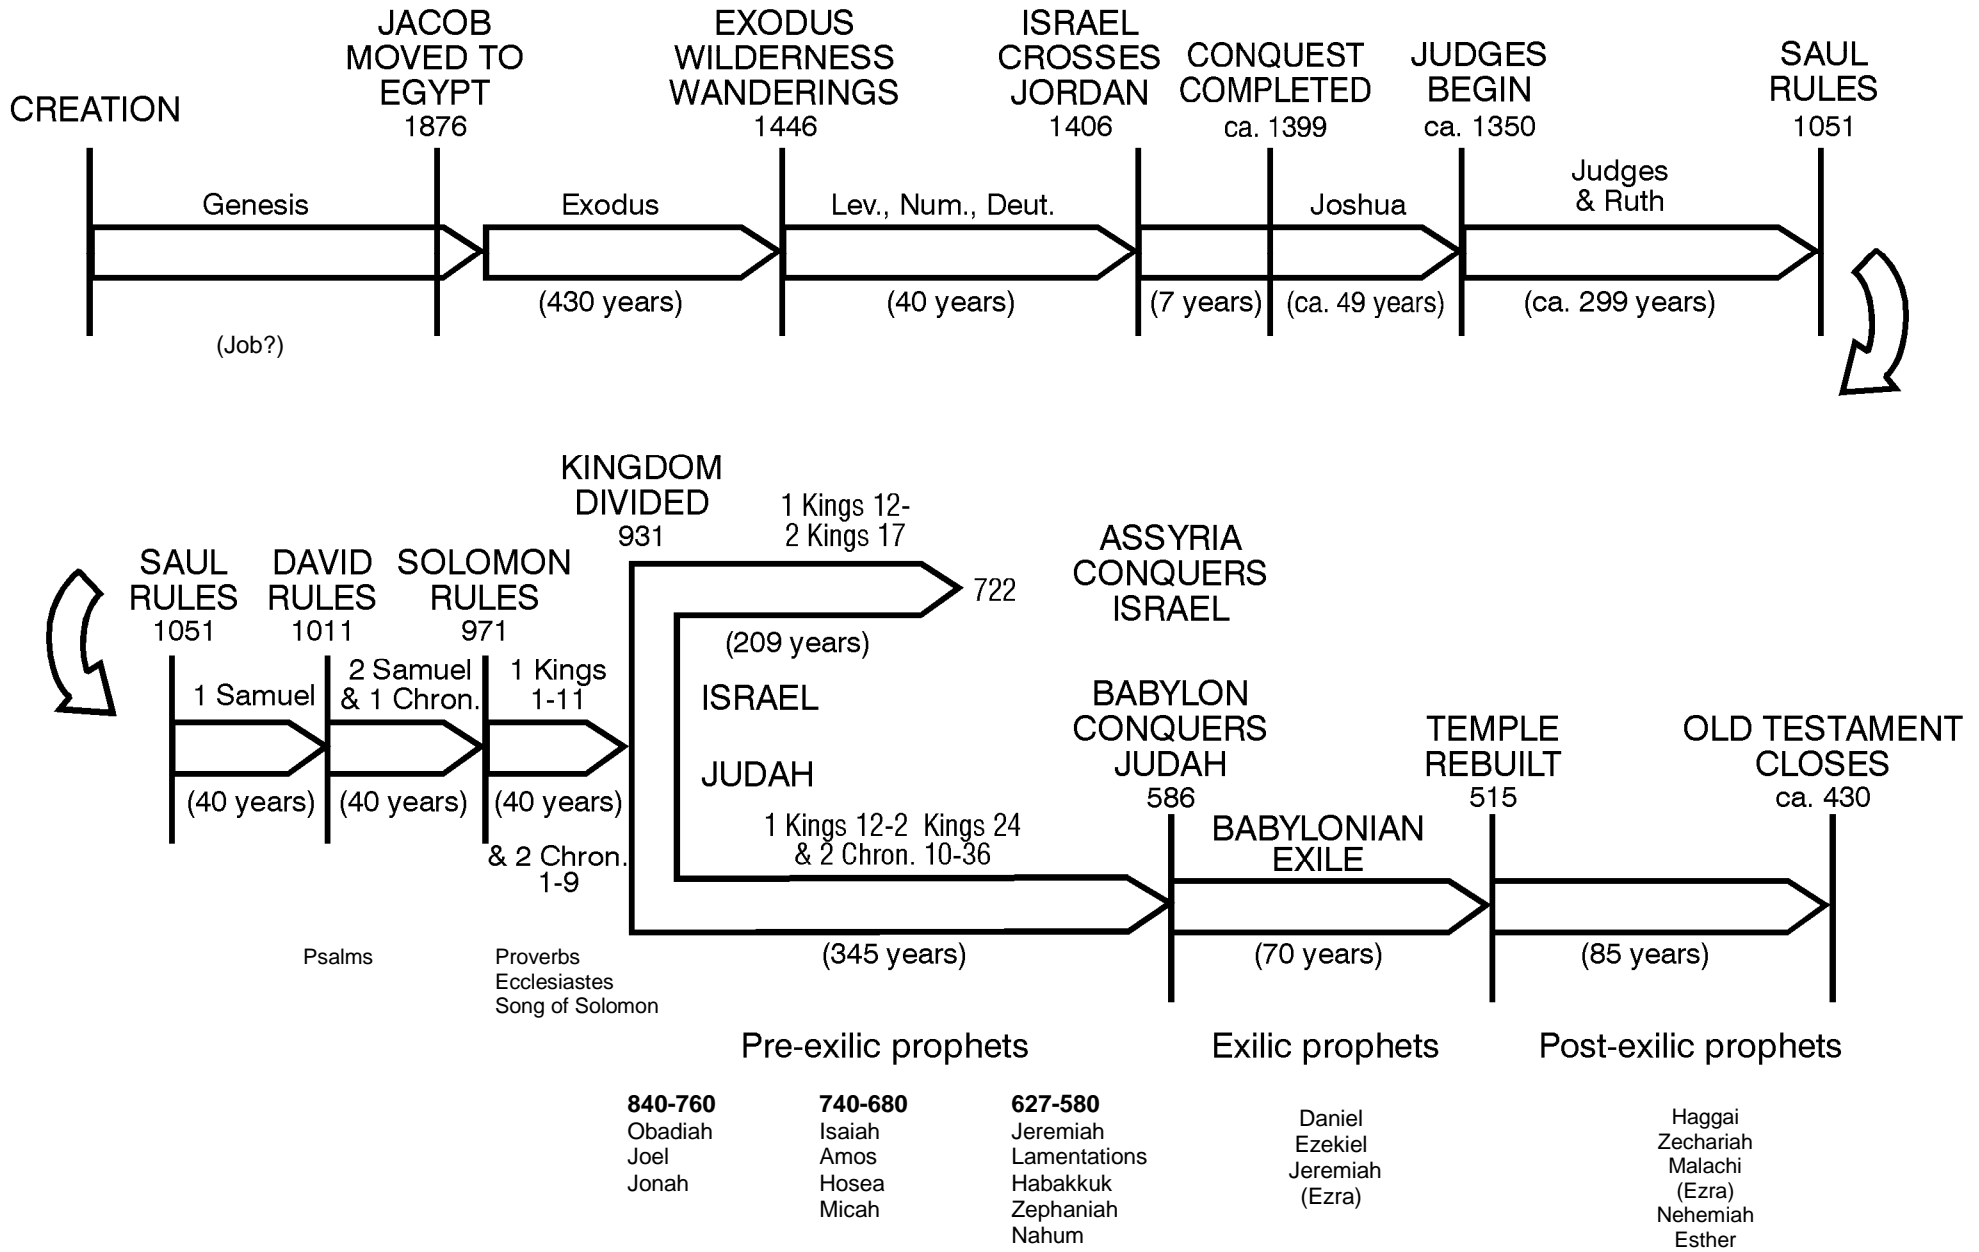 CREATION
JACOB
MOVED TO
EGYPT
1876
EXODUS
WILDERNESS
WANDERINGS
1446
ISRAEL
CROSSES
JORDAN
1406
CONQUEST
COMPLETED
ca. 1399
JUDGES
BEGIN
ca. 1350
SAUL
RULES
1051
Genesis
Exodus
Lev., Num., Deut.
Joshua
Judges
& Ruth
(430 years)
(40 years)
(7 years)
(ca. 49 years)
(ca. 299 years)
(Job?)
SAUL
RULES
1051
DAVID
RULES
1011
SOLOMON
RULES
971
KINGDOM
DIVIDED
931
1 Kings 12-
2 Kings 17
722
ASSYRIA
CONQUERS
ISRAEL
(209 years)
1 Samuel
2 Samuel
& 1 Chron.
1 Kings
1-11
(40 years)
(40 years)
(40 years)
& 2 Chron.
1-9
ISRAEL
JUDAH
1 Kings 12-2 Kings 24
& 2 Chron. 10-36
(345 years)
BABYLON
CONQUERS
JUDAH
586
BABYLONIAN
EXILE
(70 years)
TEMPLE
REBUILT
515
(85 years)
OLD TESTAMENT
CLOSES
ca. 430
Psalms
Proverbs
Ecclesiastes
Song of Solomon
Pre-exilic prophets
840-760
Obadiah
Joel
Jonah
740-680
Isaiah
Amos
Hosea
Micah
627-580
Jeremiah
Lamentations
Habakkuk
Zephaniah
Nahum
Exilic prophets
Daniel
Ezekiel
Jeremiah
(Ezra)
Post-exilic prophets
Haggai
Zechariah
Malachi
(Ezra)
Nehemiah
Esther